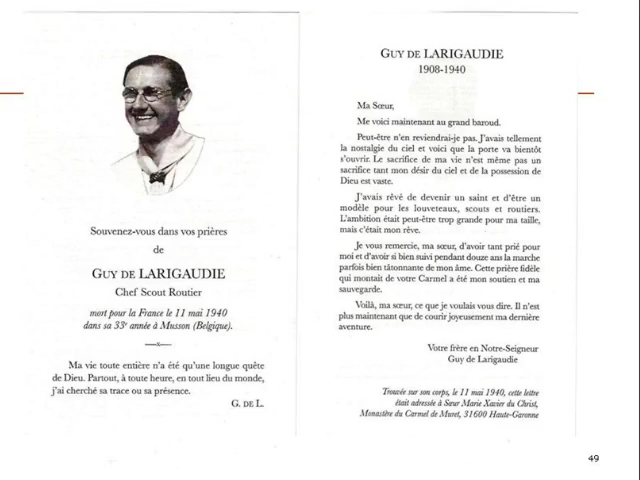 Souvenez-vous dans vos prières
de
GUY DE LARIGAUDIE
Chef Scout Routier
mort pour la France le 11 mai 1940
dans sa 33e année à Musson (Belgique).
Ma vie toute entière n'a été qu'une longue quête
de Dieu. Partout, à toute heure, en tout lieu du monde,
j'ai cherché sa trace ou sa présence.
G. DE L.
GUY DE LARIGAUDIE
1908-1940
Ma Sœur,
Me voici maintenant au grand baroud.
Peut-être n'en reviendrai-je pas. J'avais tellement
la nostalgie du ciel et voici que la porte va bientôt
s'ouvrir. Le sacrifice de ma vie n'est même pas un
sacrifice tant mon désir du ciel et de la possession de
Dieu est vaste.
J'avais rêvé de devenir un saint et d'être un
modèle pour les louveteaux, scouts et routiers.
L'ambition était peut-être trop grande pour ma taille,
mais c'était mon rêve.
Je vous remercie, ma sœur, d'avoir tant prié pour
moi et d'avoir si bien suivi pendant douze ans la marche
parfois bien tâtonnante de mon âme. Cette prière fidèle
qui montait de votre Carmel a été mon soutien et ma
sauvegarde.
Voilà, ma sœur, ce que je voulais vous dire. Il n'est
plus maintenant que de courir joyeusement ma dernière
aventure.
Votre frère en Notre-Seigneur
Guy de Larigaudie
Trouvée sur son corps, le 11 mai 1940, cette lettre
était adressée à Sœur Marie Xavier du Christ,
Monastère du Carmel de Muret, 31600 Haute-Garonne
49